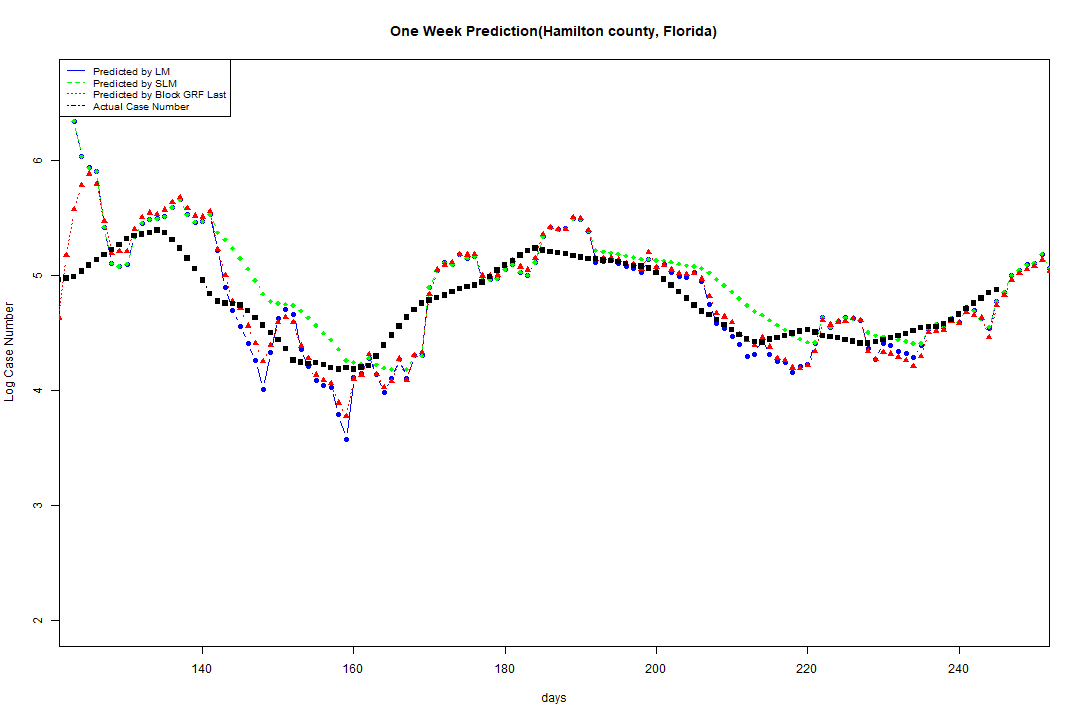 One Week Prediction(Hamilton county, Florida)
Predicted by LM
Predicted by SLM
Predicted by Block GRF Last
Actual Case Number
6
5
4
3
2
Log Case Number
140 160 180 200 220 240
days